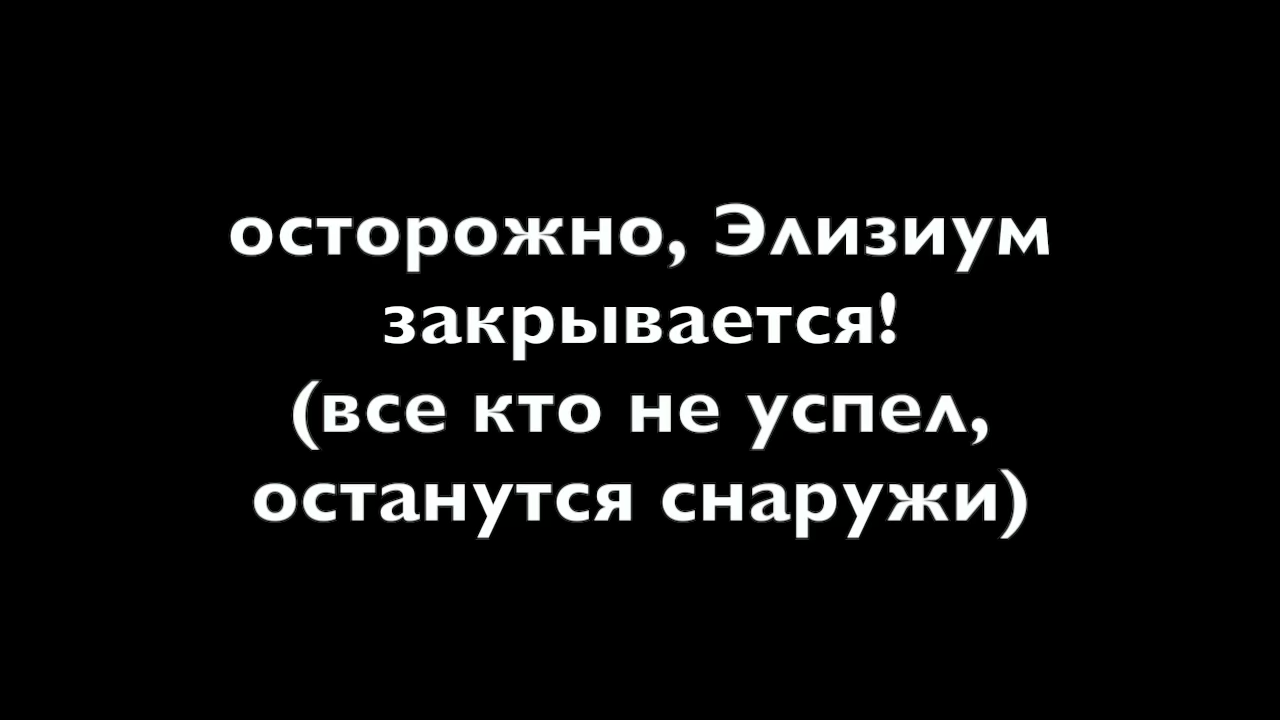 осторожно, Элизиум
закрывается!
(все кто не успел,
останутся снаружи)